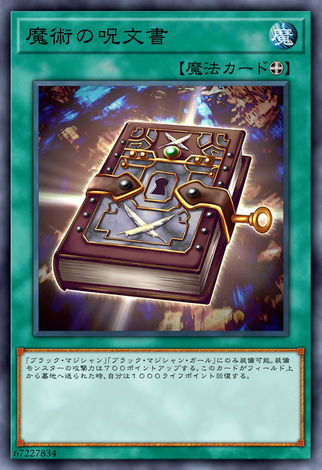 魔術の呪文書
魔
【魔法カード】
「ブラック・マジシャン」「ブラック・マジシャン・ガール」にのみ装備可能。装備
モンスターの攻撃力は７００ポイントアップする。このカードがフィールド上
から墓地へ送られた時、自分は１０００ライフポイント回復する。
67227834